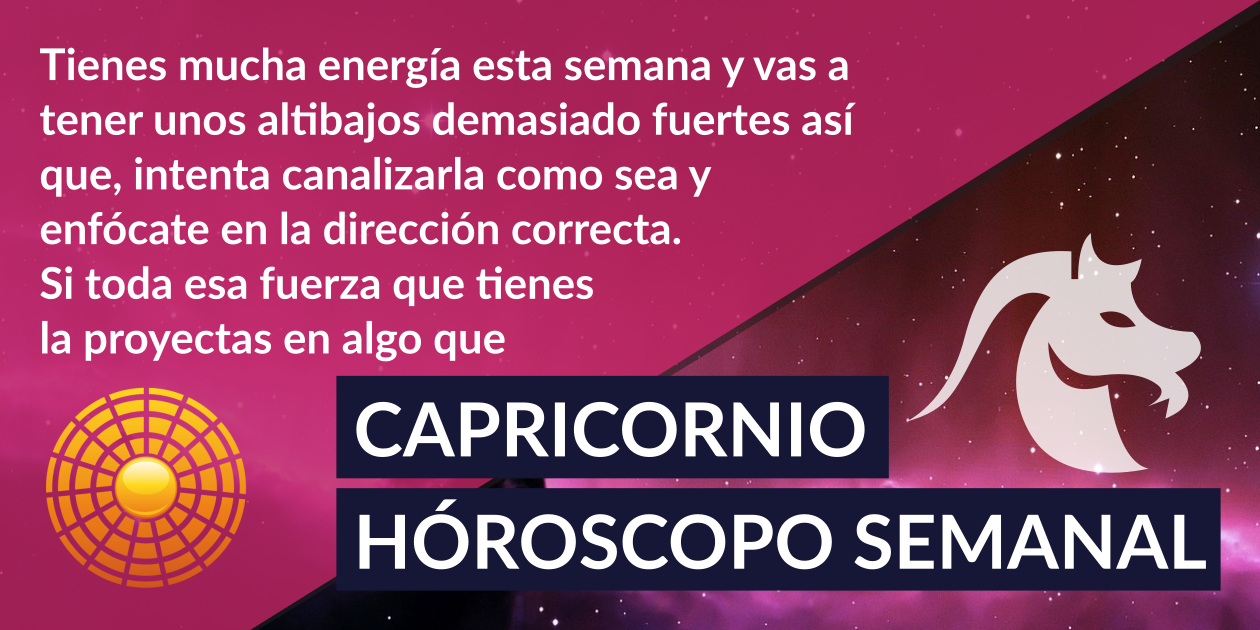 Tienes mucha energía esta semana y vas a
tener unos altibajos demasiado fuertes así
que, intenta canalizarla como sea y
enfócate en la dirección correcta.
Si toda esa fuerza que tienes
la proyectas en algo que
CAPRICORNIO
HÓROSCOPO SEMANAL